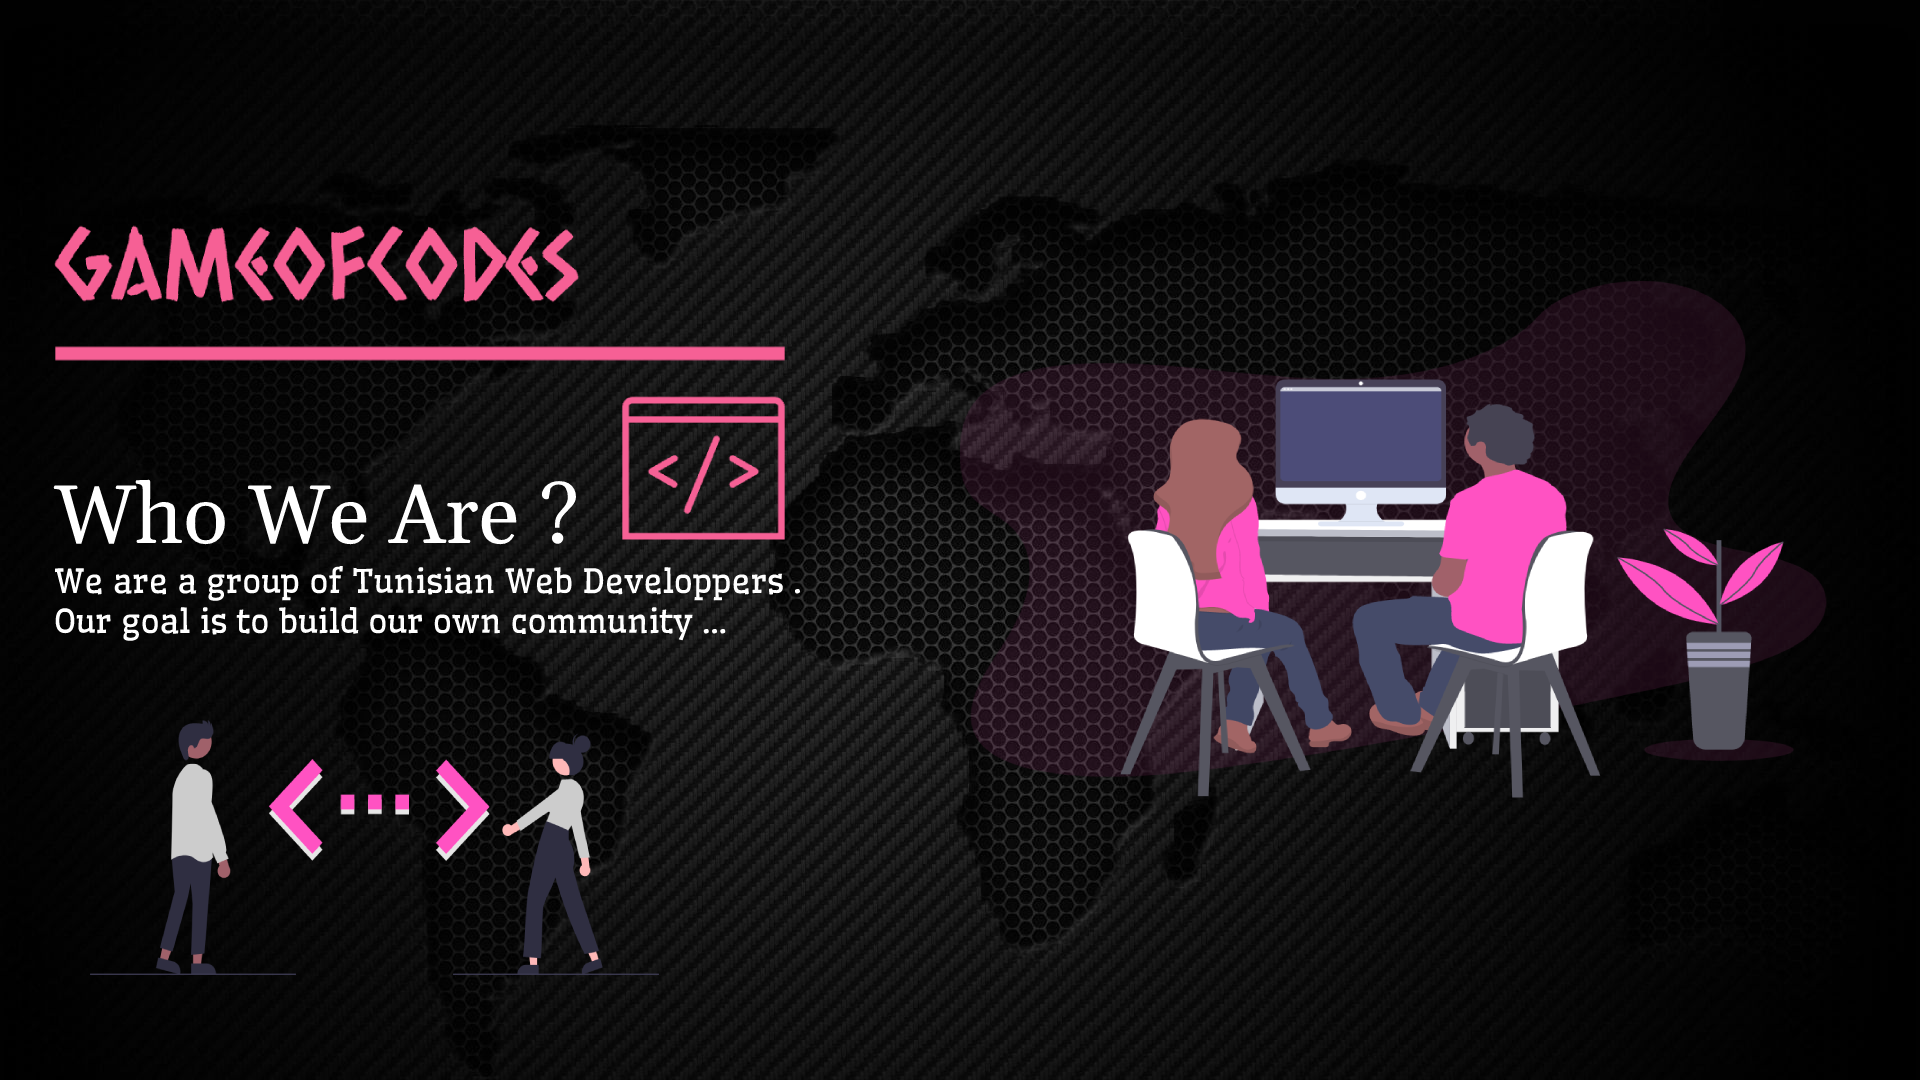 GAMEOFCODES
</>
Who We Are ?
We are a group of Tunisian Web Developpers .
Our goal is to build our own community ...
< ... >